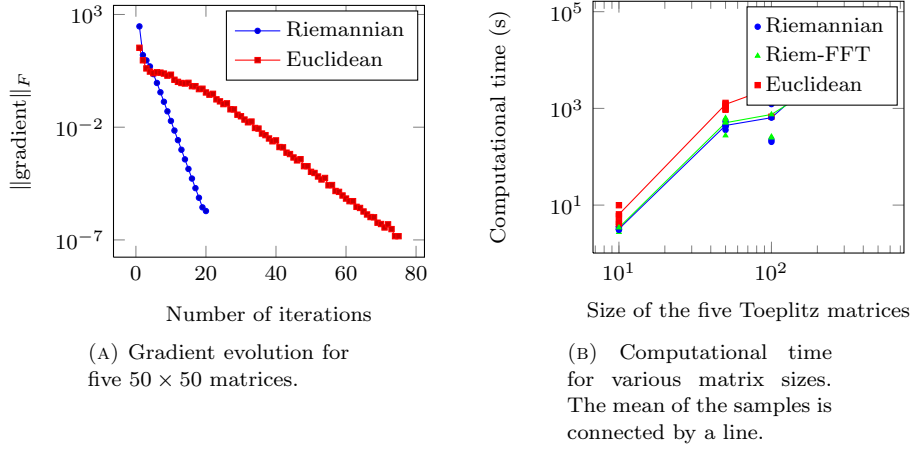 10^3
10^−2
10^−7
∥gradient∥_F
Riemannian
Euclidean
0 20 40 60 80
Number of iterations
(A) Gradient evolution for
five 50 × 50 matrices.
10^5
10^3
10^1
Computational time (s)
Riemannian
Riem-FFT
Euclidean
10^1 10^2
Size of the five Toeplitz matrices
(B) Computational time
for various matrix sizes.
The mean of the samples is
connected by a line.